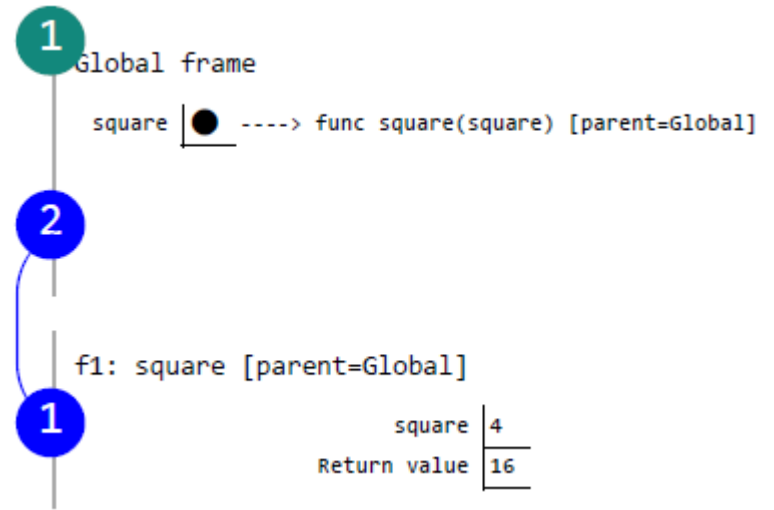 1
Global frame
square ----> func square(square) [parent=Global]
2
f1: square [parent=Global]
1
square 4
Return value 16